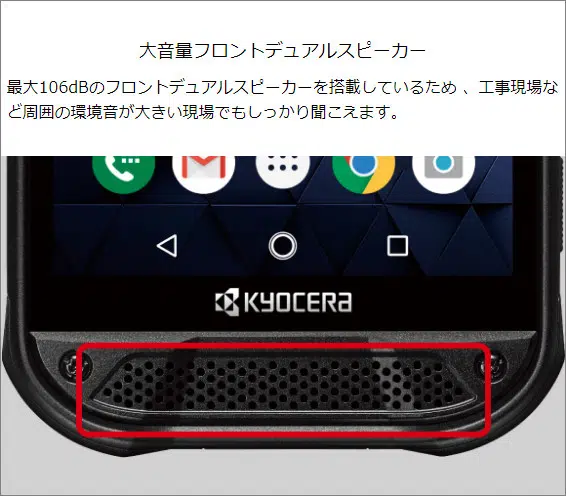 大音量フロントデュアルスピーカー
最大106dBのフロントデュアルスピーカーを搭載しているため 、工事現場な
ど周囲の環境音が大きい現場でもしっかり聞こえます。
KYOCERA